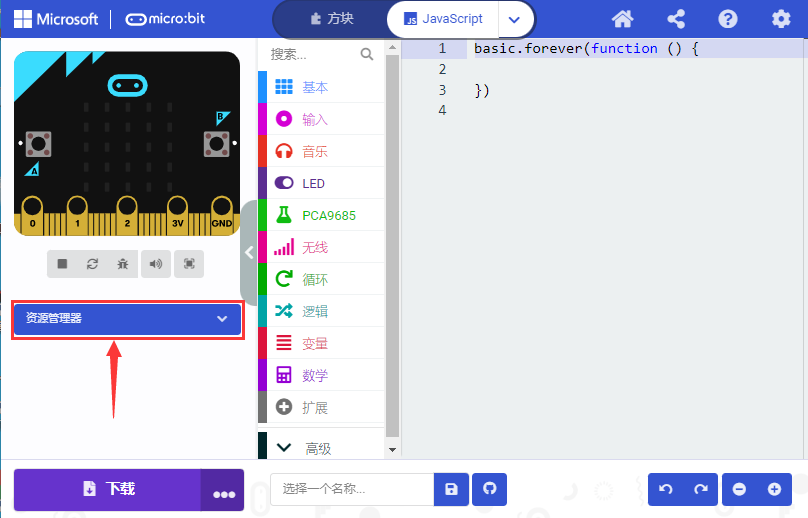 Microsoft micro:bit 方块 JS JavaScript
搜索...
基本
输入
音乐
LED
PCA9685
无线
循环
逻辑
变量
数学
扩展
高级
A
B
0 1 2 3V GND
资源管理器
1 basic.forever(function () {
2
3 })
4
下载
选择一个名称...